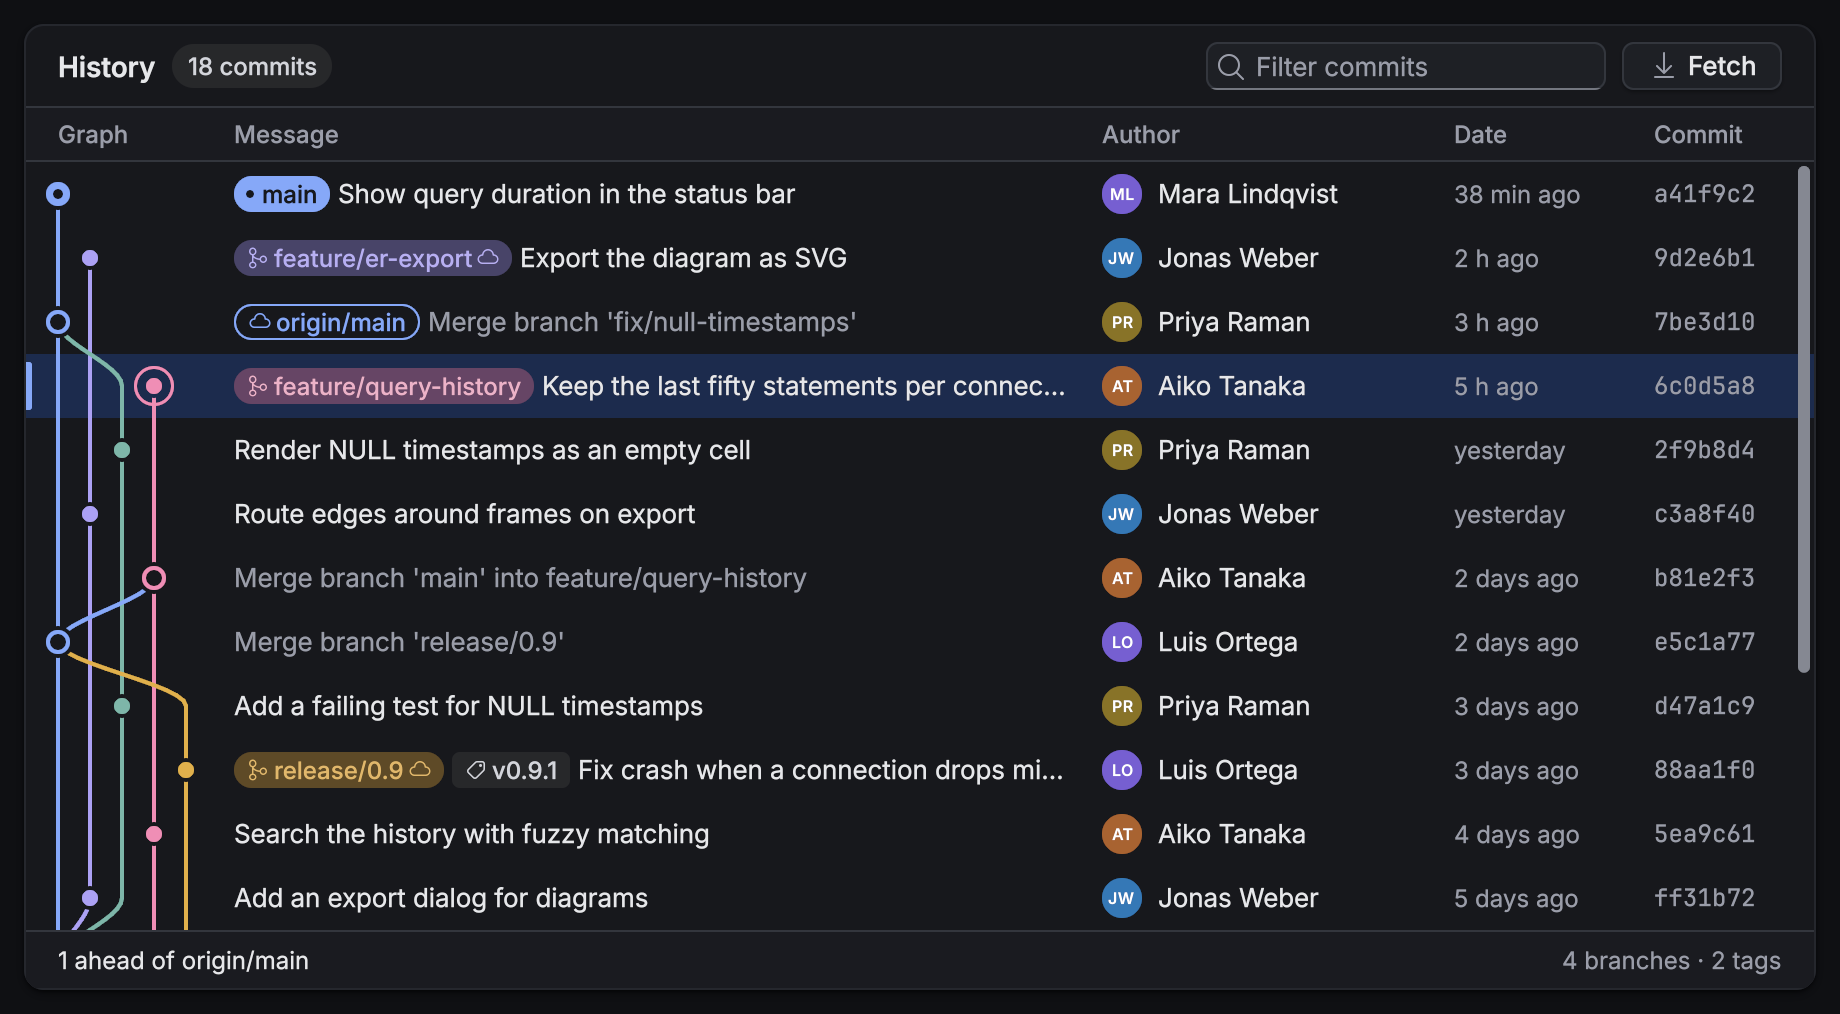 History 18 commits Filter commits Fetch
Graph Message Author Date Commit
main Show query duration in the status bar ML Mara Lindqvist 38 min ago a41f9c2
feature/er-export Export the diagram as SVG JW Jonas Weber 2 h ago 9d2e6b1
origin/main Merge branch 'fix/null-timestamps' PR Priya Raman 3 h ago 7be3d10
feature/query-history Keep the last fifty statements per connec... AT Aiko Tanaka 5 h ago 6c0d5a8
Render NULL timestamps as an empty cell PR Priya Raman yesterday 2f9b8d4
Route edges around frames on export JW Jonas Weber yesterday c3a8f40
Merge branch 'main' into feature/query-history AT Aiko Tanaka 2 days ago b81e2f3
Merge branch 'release/0.9' LO Luis Ortega 2 days ago e5c1a77
Add a failing test for NULL timestamps PR Priya Raman 3 days ago d47a1c9
release/0.9 v0.9.1 Fix crash when a connection drops mi... LO Luis Ortega 3 days ago 88aa1f0
Search the history with fuzzy matching AT Aiko Tanaka 4 days ago 5ea9c61
Add an export dialog for diagrams JW Jonas Weber 5 days ago ff31b72
1 ahead of origin/main 4 branches · 2 tags